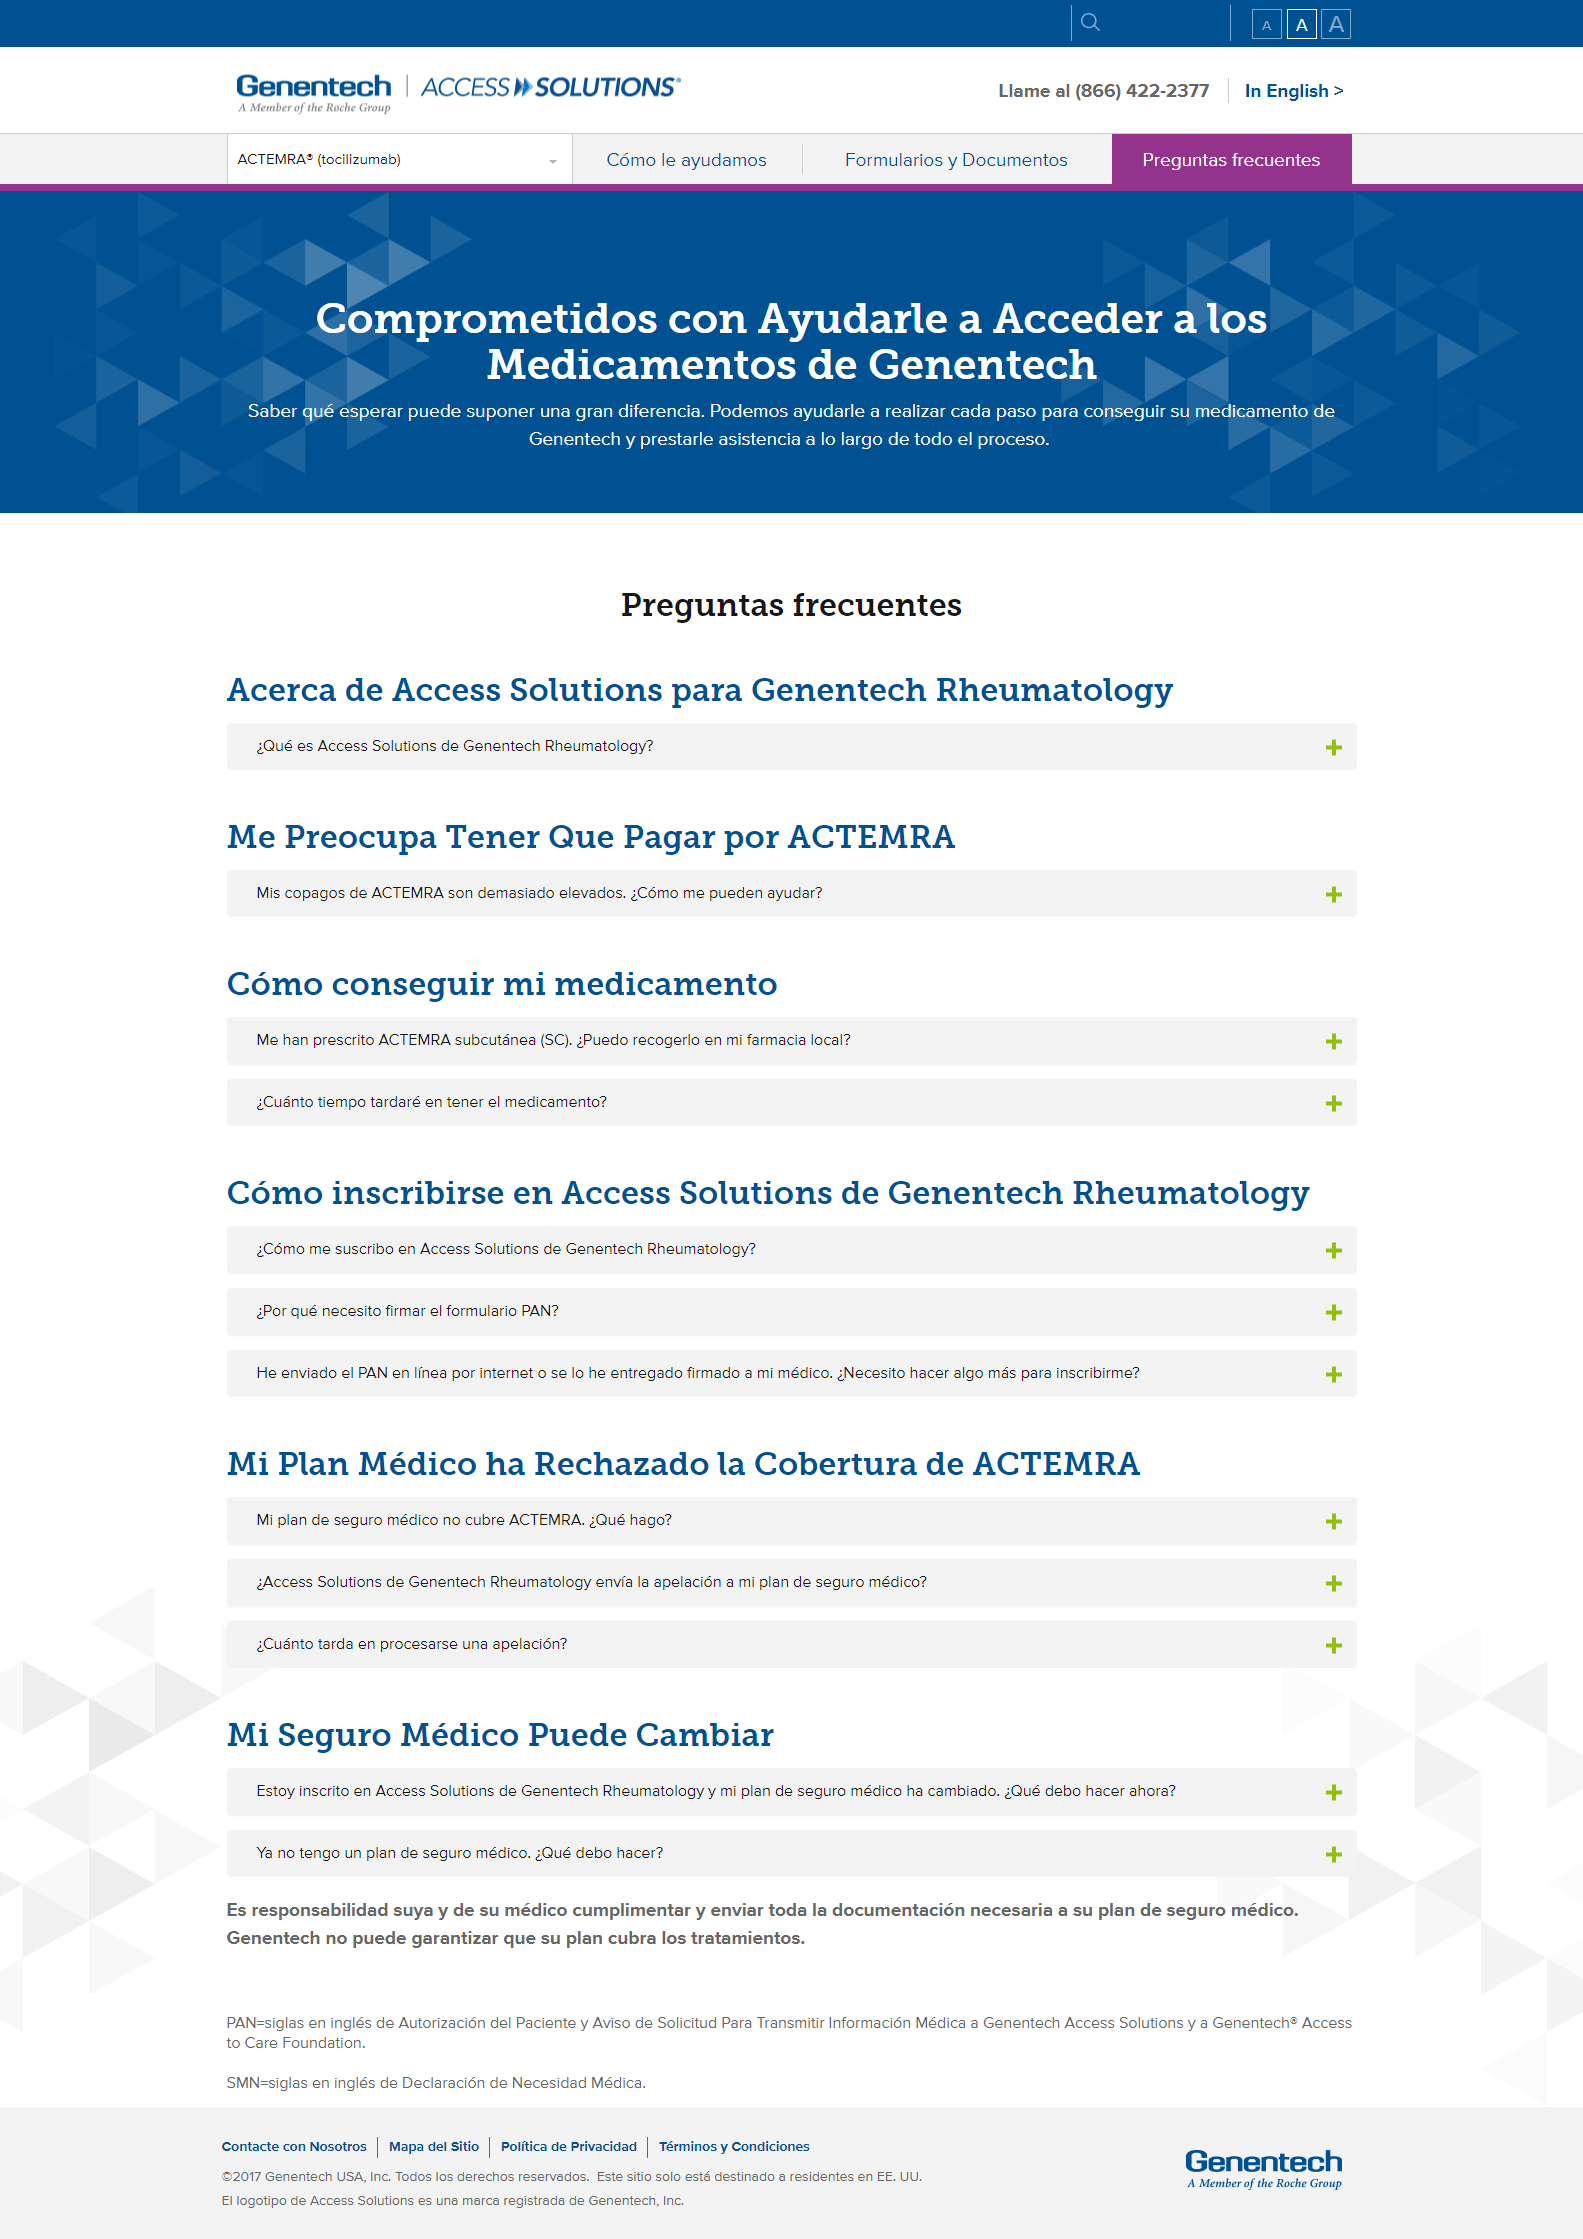 A A A
Genentech | ACCESS SOLUTIONS®
A Member of the Roche Group
Llame al (866) 422-2377
In English >
ACTEMRA® (tocilizumab)
Cómo le ayudamos
Formularios y Documentos
Preguntas frecuentes
Comprometidos con Ayudarle a Acceder a los
Medicamentos de Genentech
Saber qué esperar puede suponer una gran diferencia. Podemos ayudarle a realizar cada paso para conseguir su medicamento de
Genentech y prestarle asistencia a lo largo de todo el proceso.
Preguntas frecuentes
Acerca de Access Solutions para Genentech Rheumatology
¿Qué es Access Solutions de Genentech Rheumatology?
Me Preocupa Tener Que Pagar por ACTEMRA
Mis copagos de ACTEMRA son demasiado elevados. ¿Cómo me pueden ayudar?
Cómo conseguir mi medicamento
Me han prescrito ACTEMRA subcutánea (SC). ¿Puedo recogerlo en mi farmacia local?
¿Cuánto tiempo tardaré en tener el medicamento?
Cómo inscribirse en Access Solutions de Genentech Rheumatology
¿Cómo me suscribo en Access Solutions de Genentech Rheumatology?
¿Por qué necesito firmar el formulario PAN?
He enviado el PAN en línea por internet o se lo he entregado firmado a mi médico. ¿Necesito hacer algo más para inscribirme?
Mi Plan Médico ha Rechazado la Cobertura de ACTEMRA
Mi plan de seguro médico no cubre ACTEMRA. ¿Qué hago?
¿Access Solutions de Genentech Rheumatology envía la apelación a mi plan de seguro médico?
¿Cuánto tarda en procesarse una apelación?
Mi Seguro Médico Puede Cambiar
Estoy inscrito en Access Solutions de Genentech Rheumatology y mi plan de seguro médico ha cambiado. ¿Qué debo hacer ahora?
Ya no tengo un plan de seguro médico. ¿Qué debo hacer?
Es responsabilidad suya y de su médico cumplimentar y enviar toda la documentación necesaria a su plan de seguro médico.
Genentech no puede garantizar que su plan cubra los tratamientos.
PAN=siglas en inglés de Autorización del Paciente y Aviso de Solicitud Para Transmitir Información Médica a Genentech Access Solutions y a Genentech® Access
to Care Foundation.
SMN=siglas en inglés de Declaración de Necesidad Médica.
Contacte con Nosotros | Mapa del Sitio | Política de Privacidad | Términos y Condiciones
©2017 Genentech USA, Inc. Todos los derechos reservados. Este sitio solo está destinado a residentes en EE. UU.
El logotipo de Access Solutions es una marca registrada de Genentech, Inc.
Genentech
A Member of the Roche Group